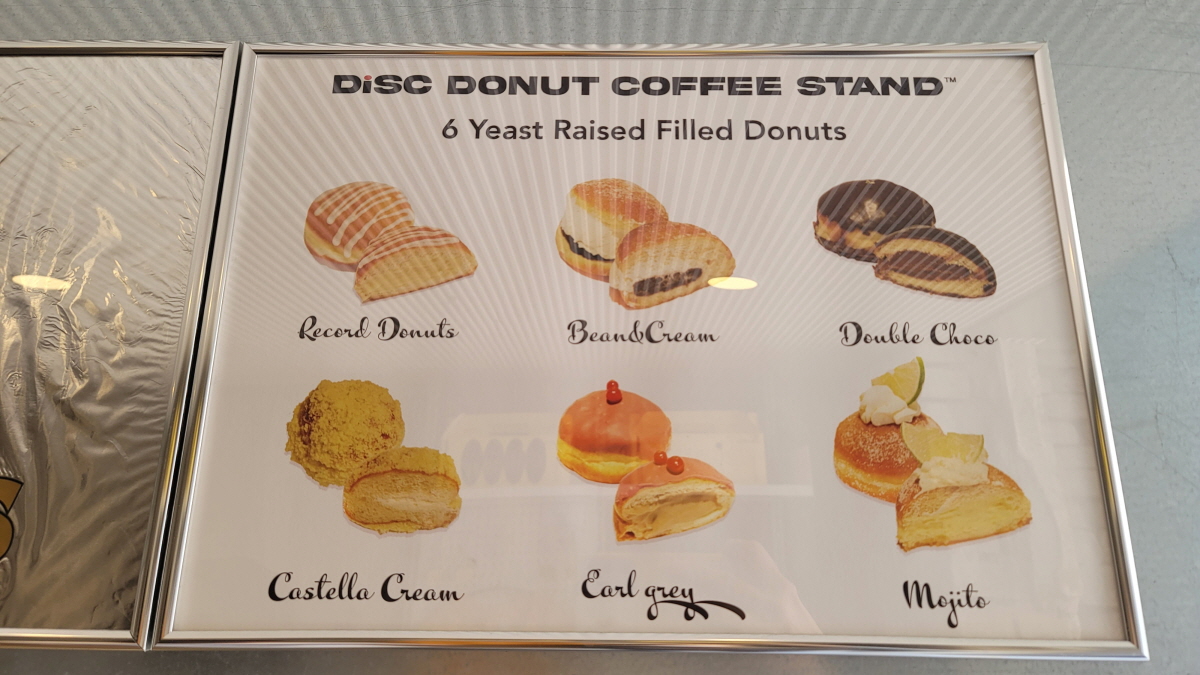 DiSC DONUT COFFEE STAND™
6 Yeast Raised Filled Donuts
Record Donuts
Bean&Cream
Double Choco
Castella Cream
Earl grey
Mojito